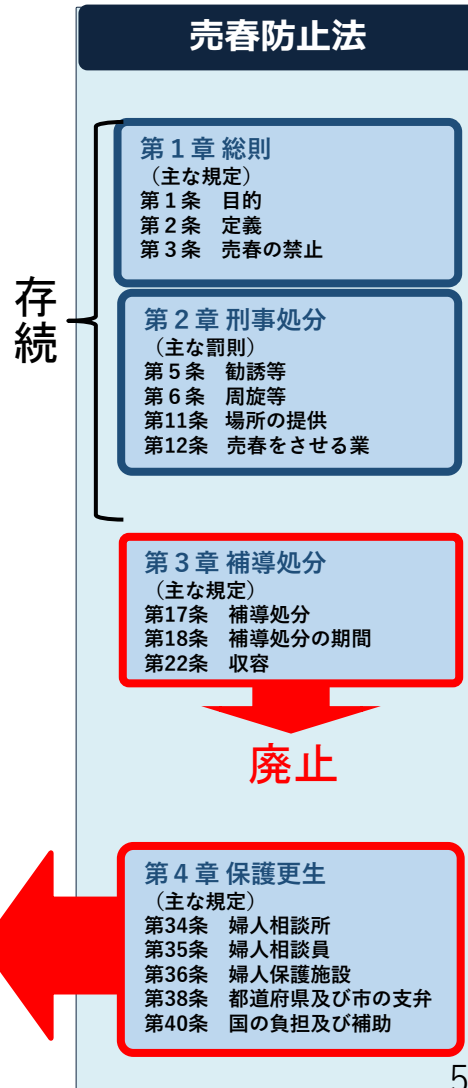 売春防止法
第1章 総則
（主な規定）
第1条　目的
第2条　定義
第3条　売春の禁止
存続
第2章 刑事処分
（主な罰則）
第5条　勧誘等
第6条　周旋等
第11条　場所の提供
第12条　売春をさせる業
第3章 補導処分
（主な規定）
第17条　補導処分
第18条　補導処分の期間
第22条　収容
廃止
第4章 保護更生
（主な規定）
第34条　婦人相談所
第35条　婦人相談員
第36条　婦人保護施設
第38条　都道府県及び市の支弁
第40条　国の負担及び補助
5